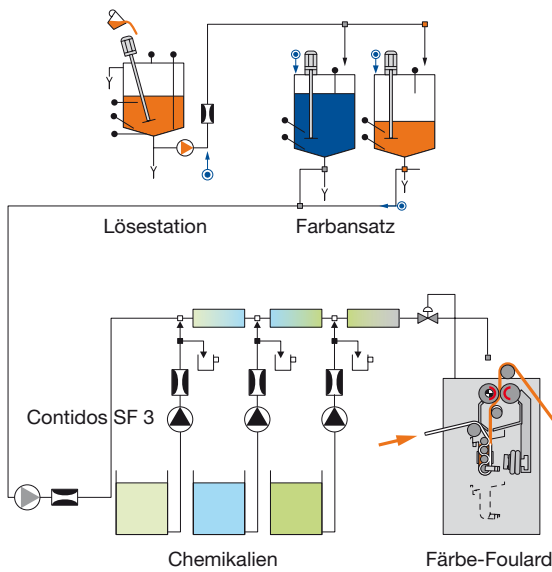 Lösestation
Farbansatz
Contidos SF 3
Chemikalien
Färbe-Foulard